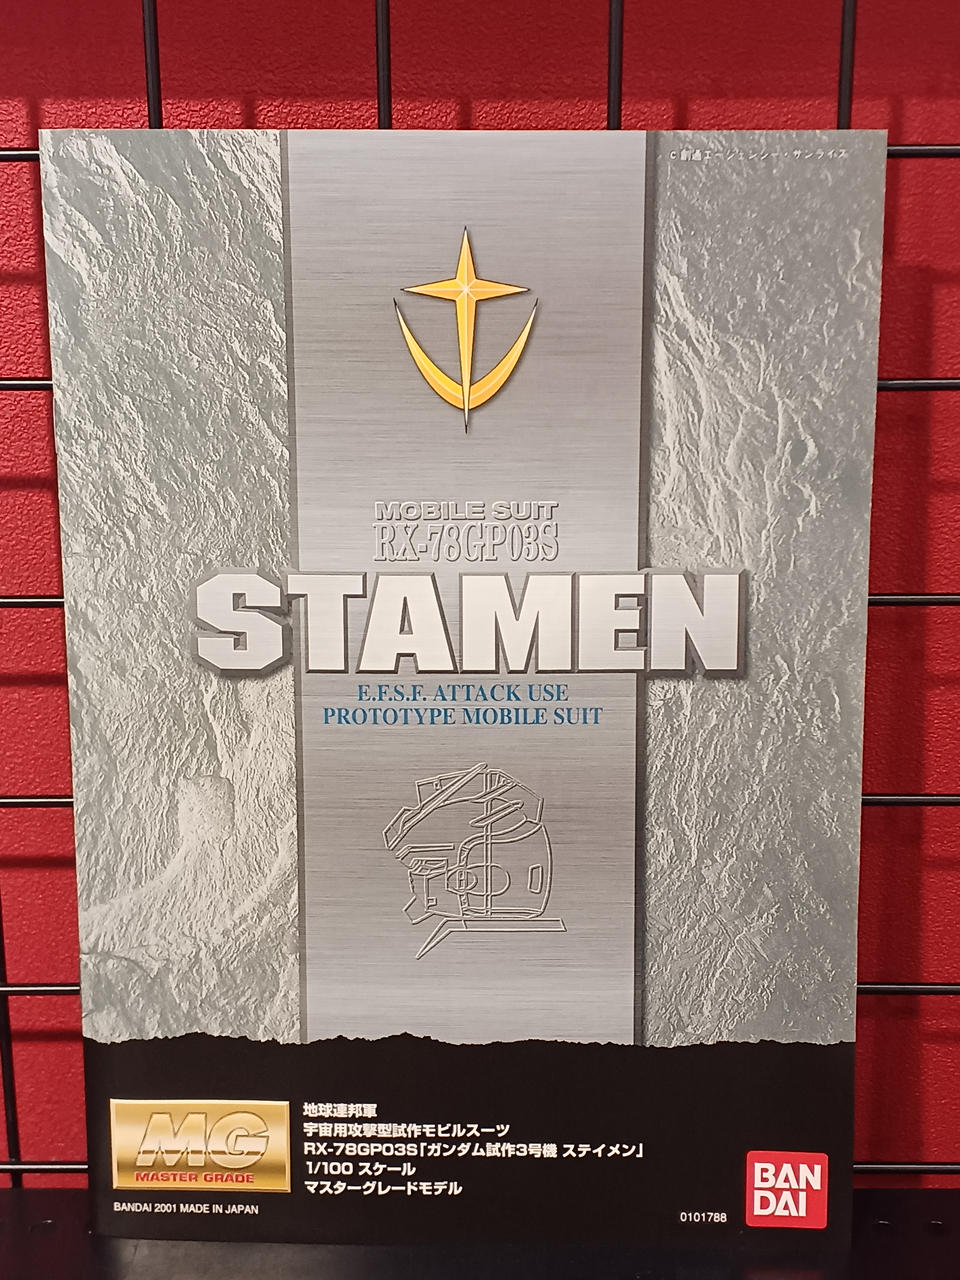 © 創通エージェンシー・サンライズ
MOBILE SUIT
RX-78GP03S
STAMEN
E.F.S.F. ATTACK USE
PROTOTYPE MOBILE SUIT
MG
MASTER GRADE
地球連邦軍
宇宙用攻撃型試作モビルスーツ
RX-78GP03S「ガンダム試作3号機 ステイメン」
1/100 スケール
マスターグレードモデル
BANDAI 2001 MADE IN JAPAN
0101788
BAN
DAI